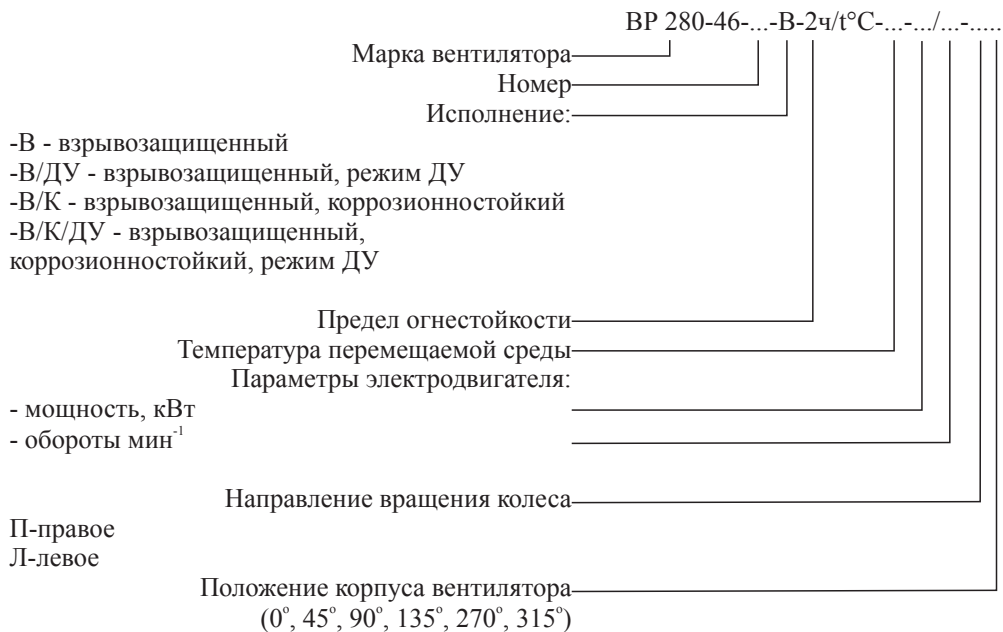 ВР 280-46-...-В-2ч/t°С-...-.../...-.....
Марка вентилятора
Номер
Исполнение:
-В - взрывозащищенный
-В/ДУ - взрывозащищенный, режим ДУ
-В/К - взрывозащищенный, коррозионностойкий
-В/К/ДУ - взрывозащищенный,
коррозионностойкий, режим ДУ
Предел огнестойкости
Температура перемещаемой среды
Параметры электродвигателя:
- мощность, кВт
- обороты мин⁻¹
Направление вращения колеса
П-правое
Л-левое
Положение корпуса вентилятора
(0°, 45°, 90°, 135°, 270°, 315°)